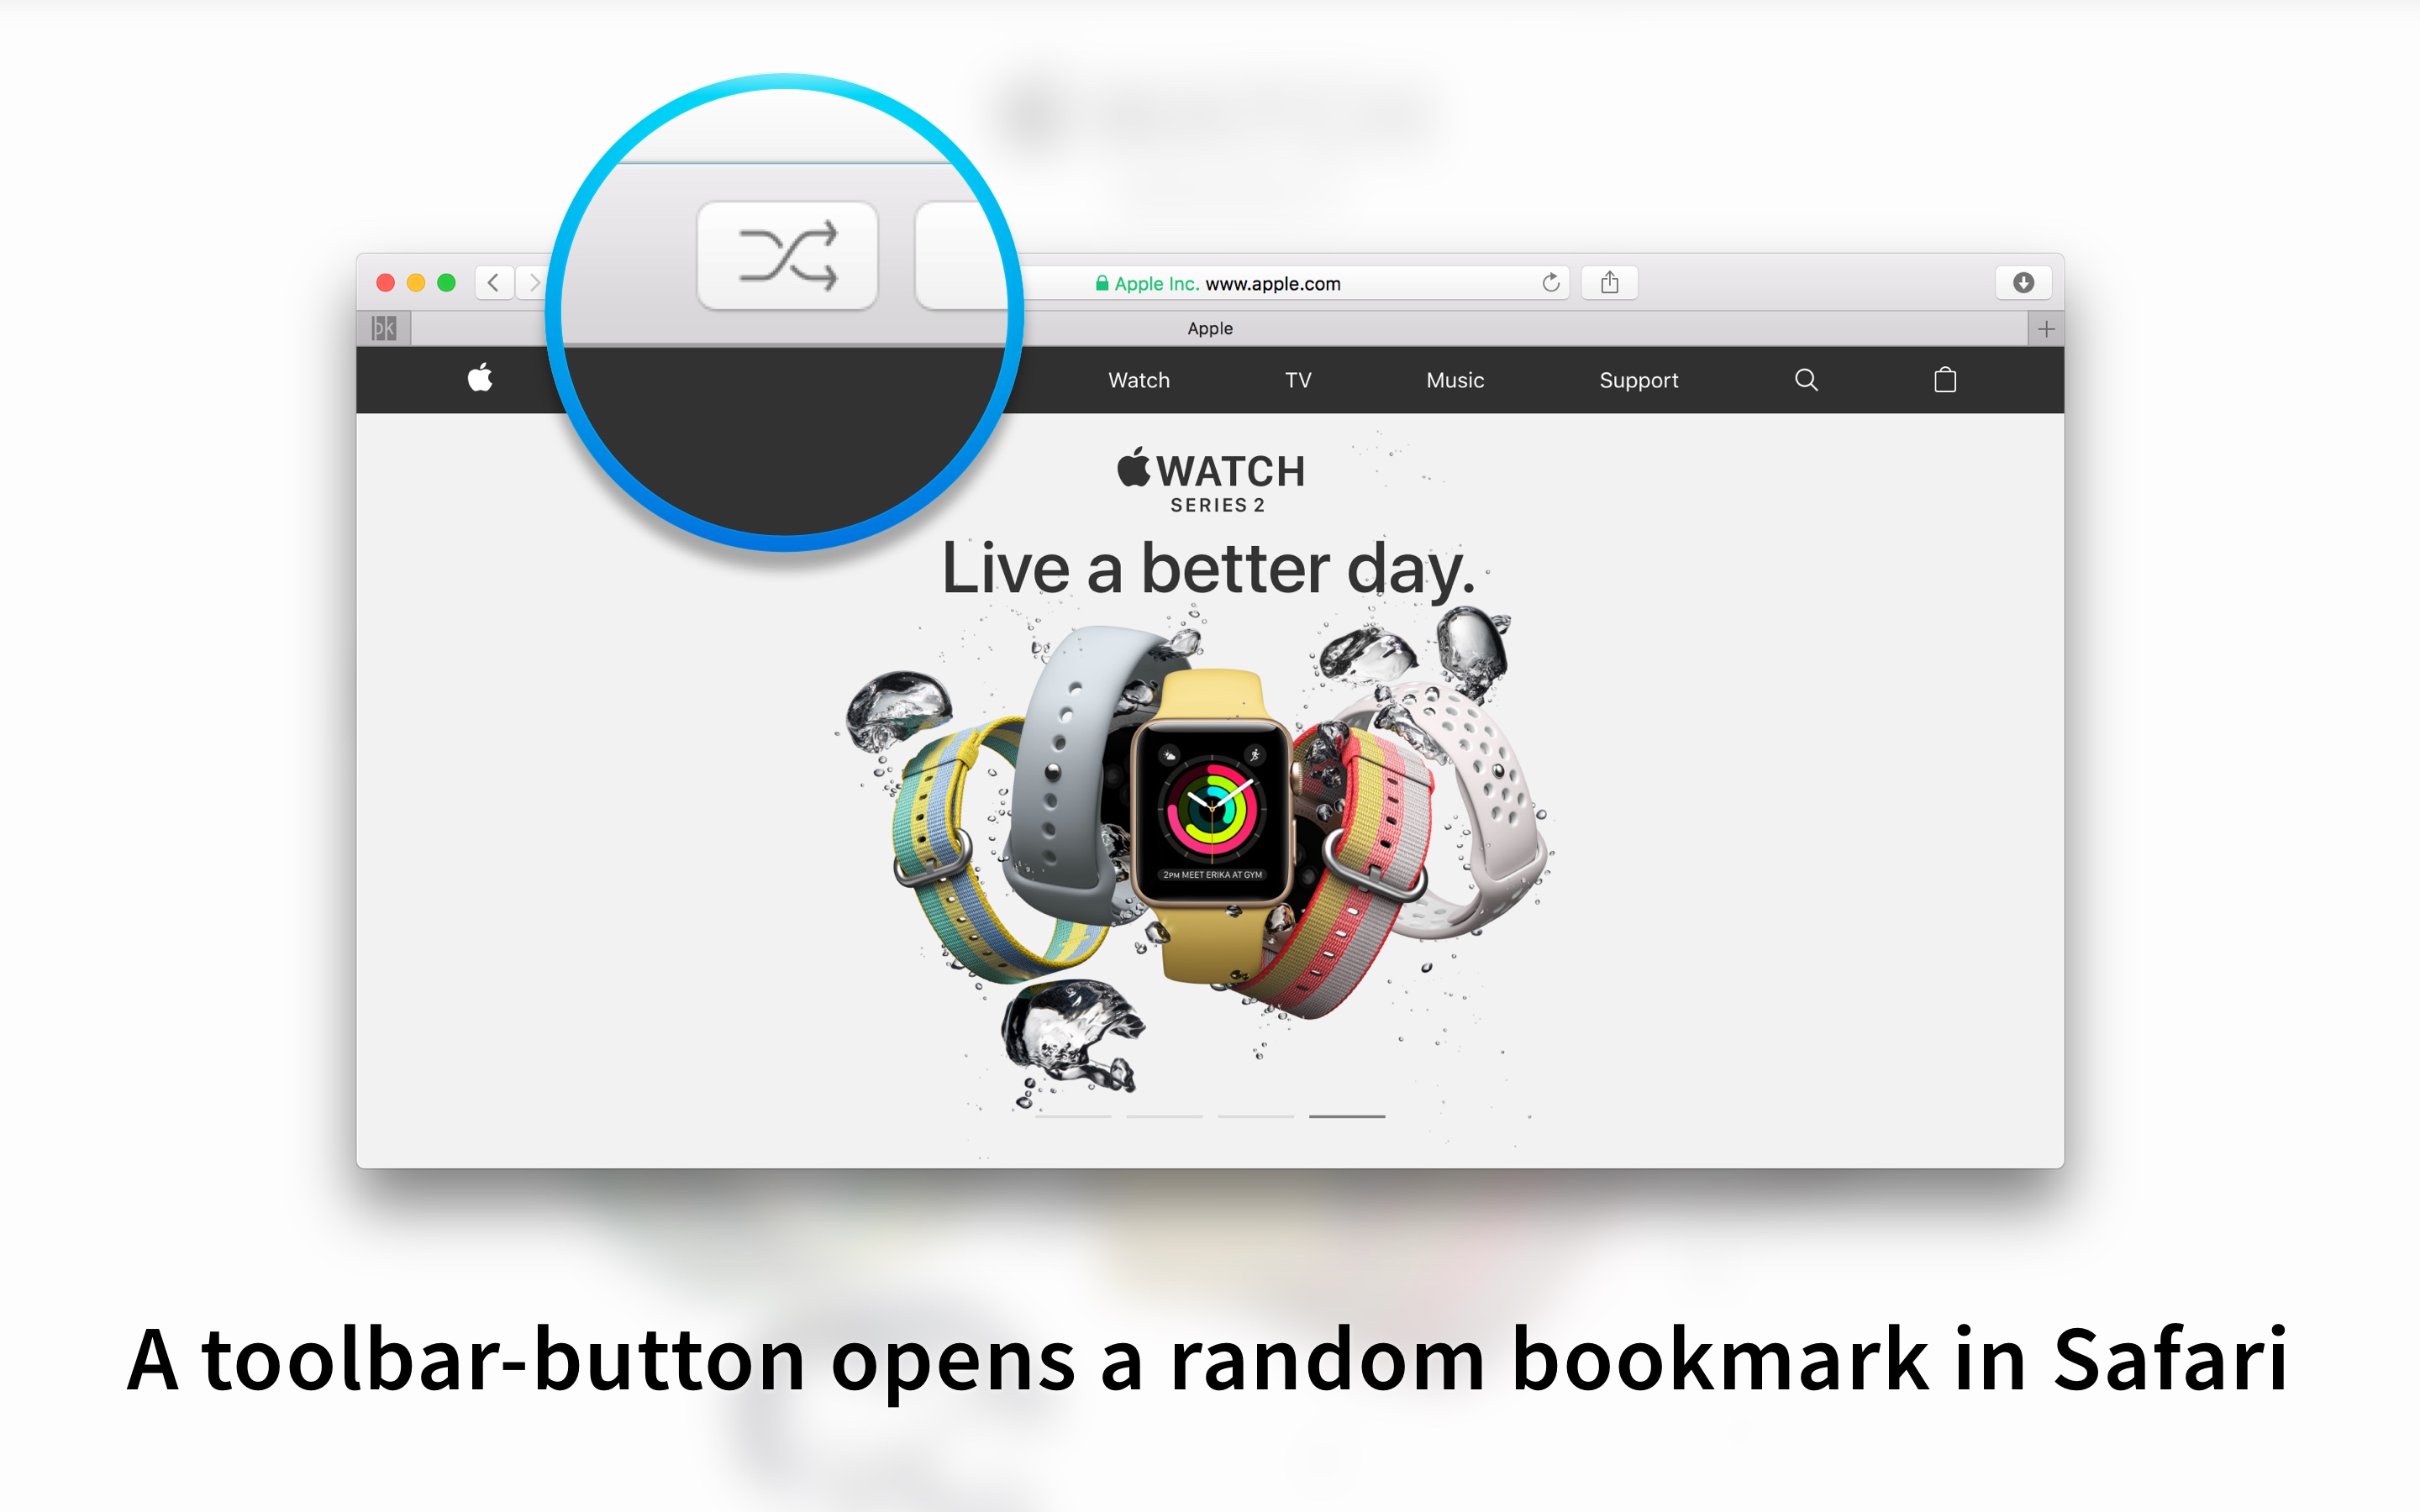 Apple Inc. www.apple.com
Apple
Watch TV Music Support
WATCH
SERIES 2
Live a better day.
2PM MEET ERIKA AT GYM
A toolbar-button opens a random bookmark in Safari